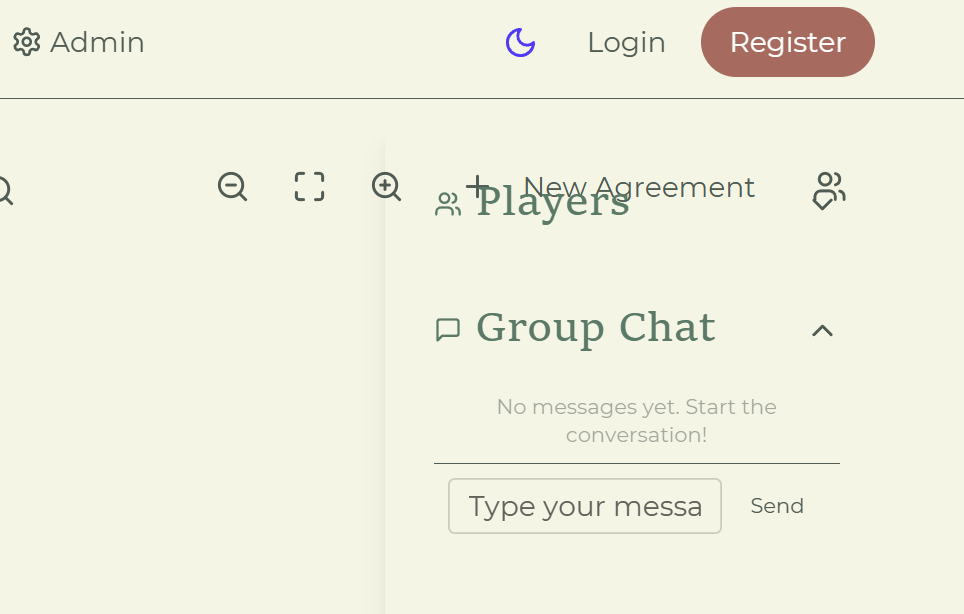 Admin
Login
Register
New Agreement
Players
Group Chat
No messages yet. Start the
conversation!
Type your messa
Send